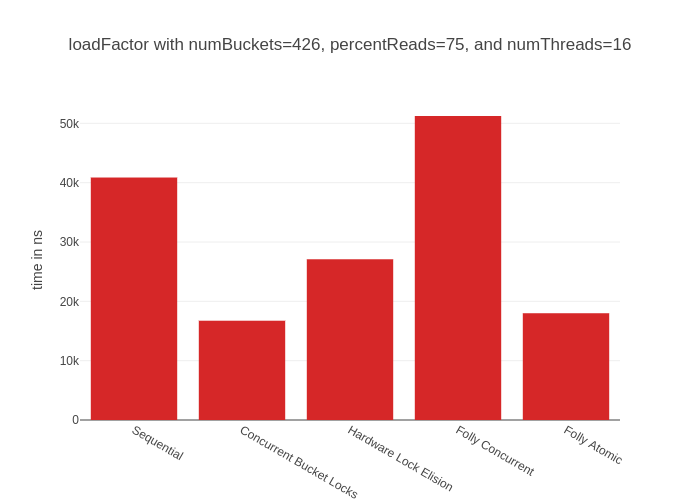 loadFactor with numBuckets=426, percentReads=75, and numThreads=16
time in ns
50k
40k
30k
20k
10k
0
Sequential
Concurrent Bucket Locks
Hardware Lock Elision
Folly Concurrent
Folly Atomic